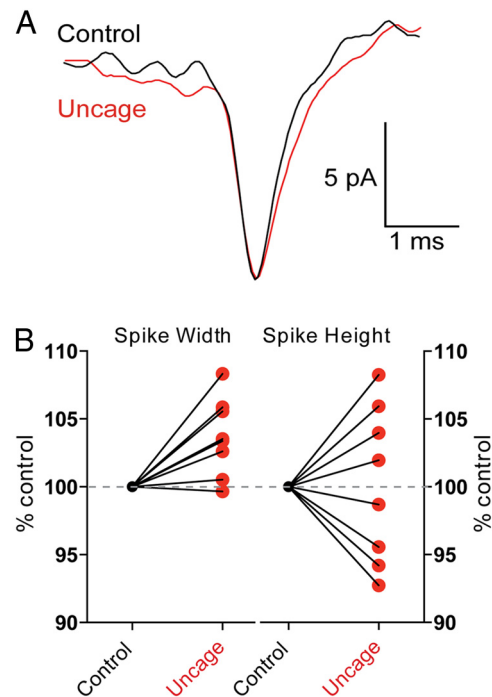 A
Control
Uncage
5 pA
1 ms
B
Spike Width Spike Height
110 110
105 105
100 100
95 95
90 90
% control % control
Control Uncage Control Uncage